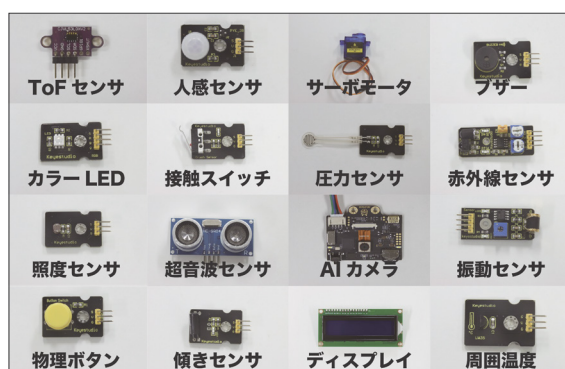 ToF センサ
人感センサ
サーボモータ
ブザー
カラー LED
接触スイッチ
圧力センサ
赤外線センサ
照度センサ
超音波センサ
AI カメラ
振動センサ
物理ボタン
傾きセンサ
ディスプレイ
周囲温度